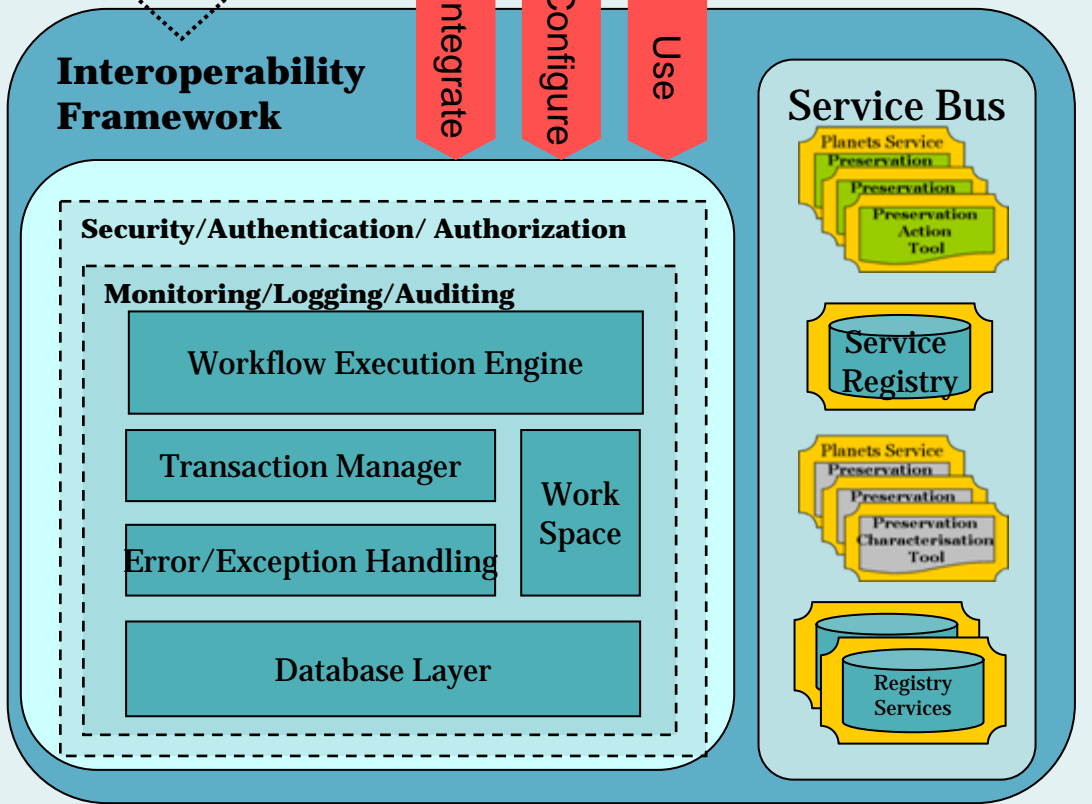 ntegrate
Configure
Use
Interoperability
Framework
Security/Authentication/ Authorization
Monitoring/Logging/Auditing
Workflow Execution Engine
Transaction Manager
Work
Space
Error/Exception Handling
Database Layer
Service Bus
Planets Service
Preservation
Preservation
Preservation
Action
Tool
Service
Registry
Planets Service
Preservation
Preservation
Preservation
Characterisation
Tool
Registry
Services